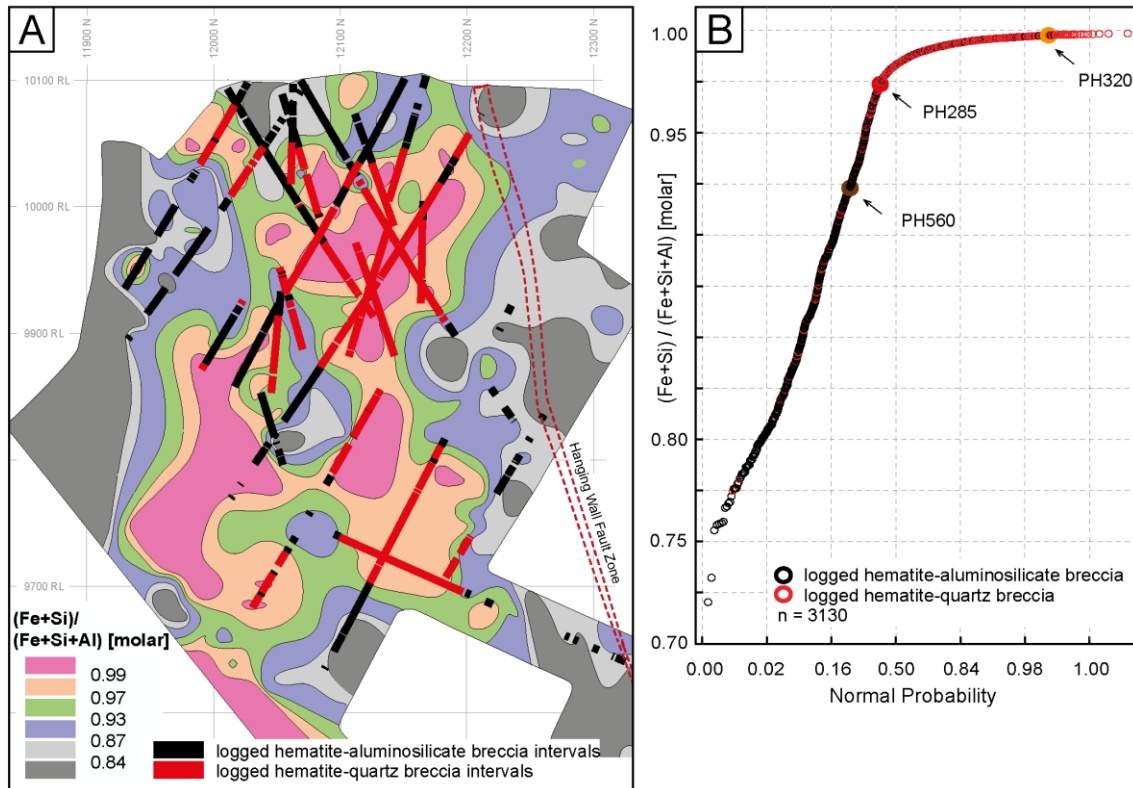 A
11900 N
12000 N
12100 N
12200 N
12300 N
10100 RL
10000 RL
9900 RL
9700 RL
Hanging Wall Fault Zone
(Fe+Si)/
(Fe+Si+Al) [molar]
0.99
0.97
0.93
0.87
0.84
logged hematite-aluminosilicate breccia intervals
logged hematite-quartz breccia intervals
B
1.00
0.95
0.80
0.75
0.70
(Fe+Si) / (Fe+Si+Al) [molar]
PH320
PH285
PH560
logged hematite-aluminosilicate breccia
logged hematite-quartz breccia
n = 3130
0.00 0.02 0.16 0.50 0.84 0.98 1.00
Normal Probability